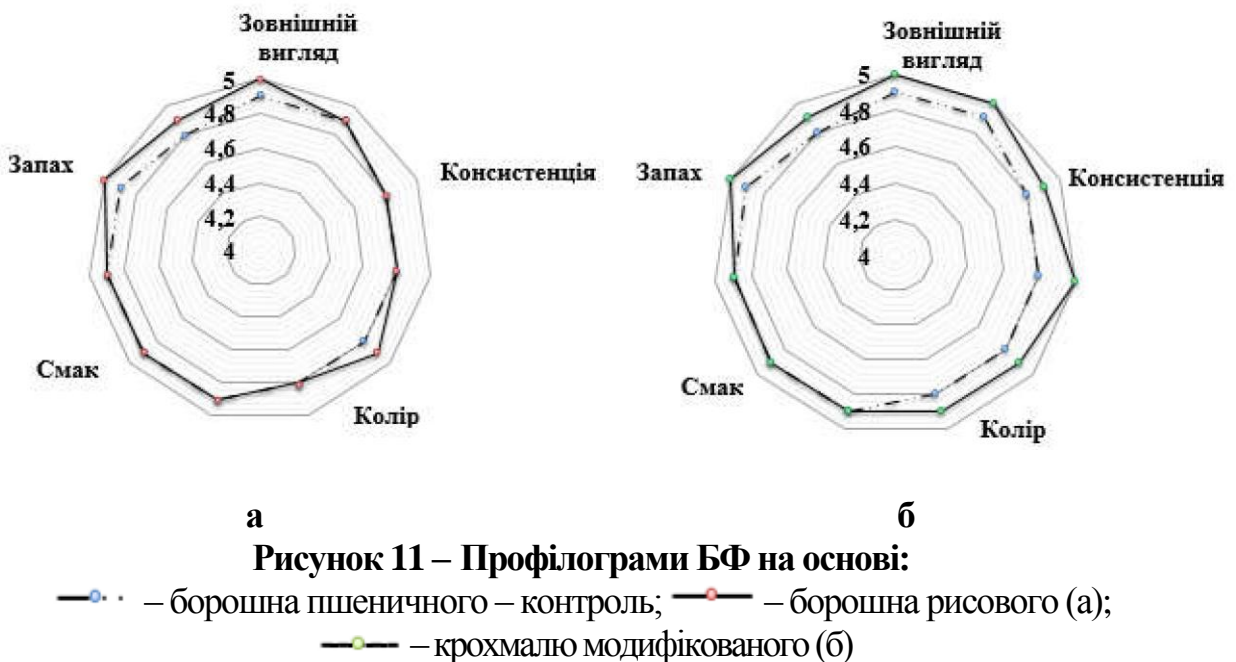 Зовнішній
вигляд
5
4,8
4,6
4,4
4,2
4
Запах
Консистенція
Смак
Колір
Зовнішній
вигляд
5
4,8
4,6
4,4
4,2
4
Запах
Консистенція
Смак
Колір
а
б
Рисунок 11 – Профілограми БФ на основі:
– борошна пшеничного – контроль; – борошна рисового (а);
– крохмалю модифікованого (б)